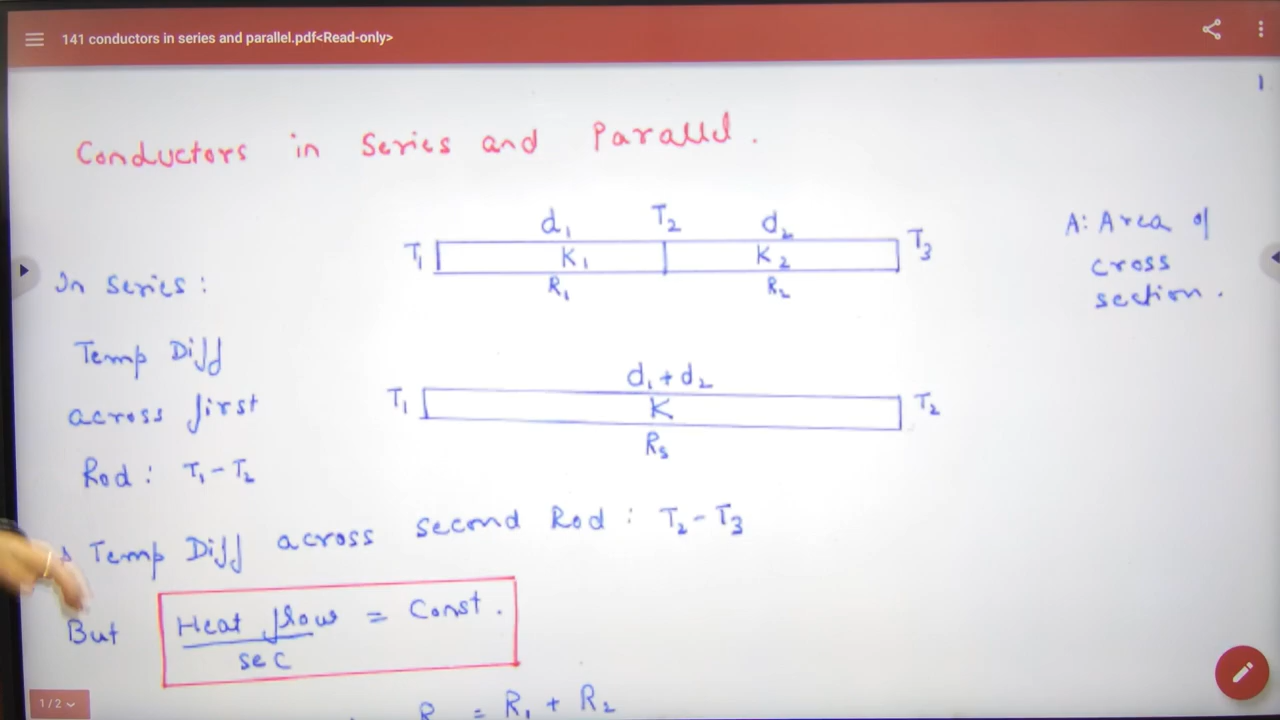 141 conductors in series and parallel.pdf<Read-only>
1
Conductors in Series and Parallel.
d₁ T₂ d₂
T₁ K₁ K₂ T₃
R₁ R₂
A: Area of
cross
section.
In Series:
Temp Diff
across first
Rod: T₁ - T₂
d₁ + d₂
T₁ K T₂
Rs
Temp Diff across second Rod: T₂ - T₃
But Heat flow = Const.
sec
R = R₁ + R₂
1/2